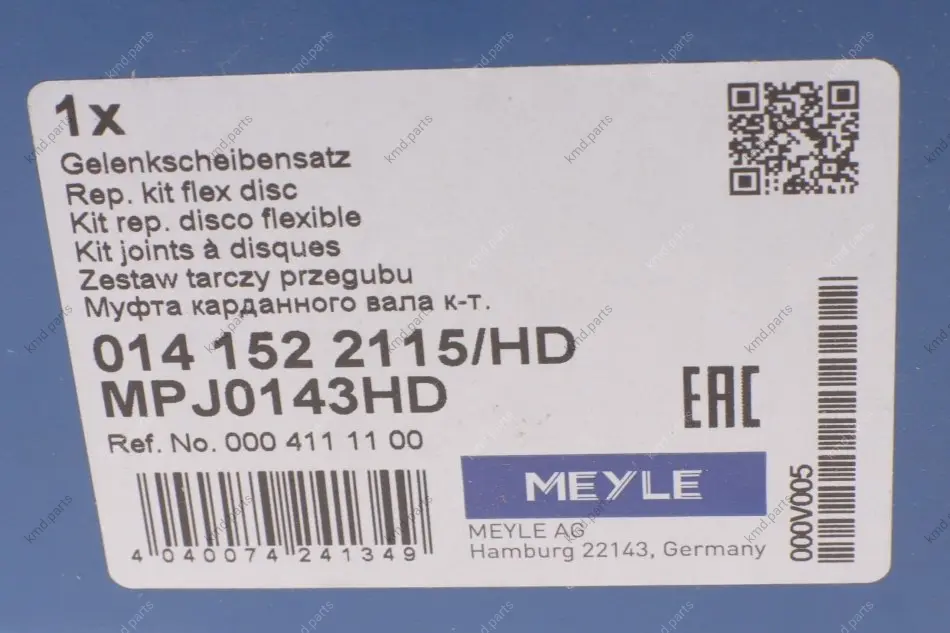 1x
Gelenkscheibensatz
Rep. kit flex disc
Kit rep. disco flexible
Kit joints à disques
Zestaw tarczy przegubu
Муфта карданного вала к-т.
014 152 2115/HD
MPJ0143HD
Ref. No. 000 411 11 00
EAC
MEYLE
MEYLE AG
Hamburg 22143, Germany
4 040074 241349
000V005
kmd.parts